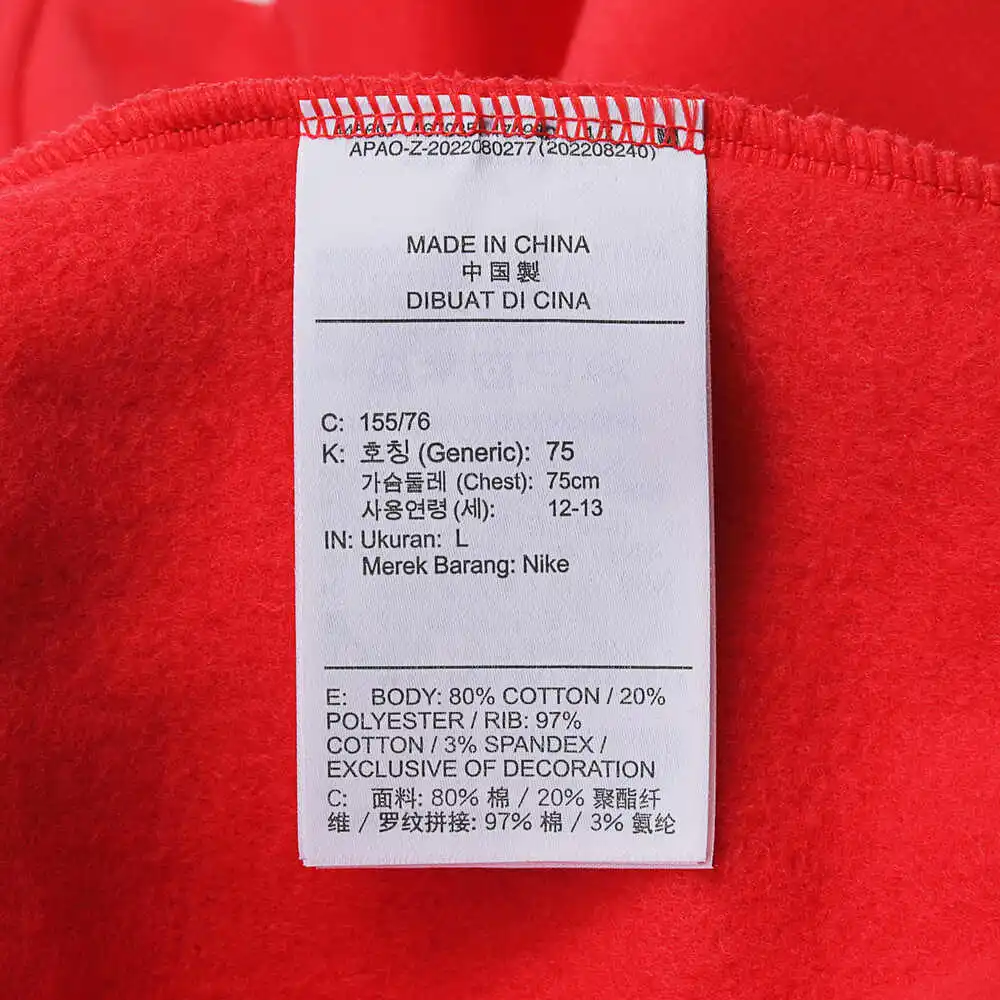 APAO-Z-2022080277(202208240)
MADE IN CHINA
中国製
DIBUAT DI CINA
C: 155/76
K: 호칭 (Generic): 75
가슴둘레 (Chest): 75cm
사용연령(세): 12-13
IN: Ukuran: L
Merek Barang: Nike
E: BODY: 80% COTTON / 20%
POLYESTER / RIB: 97%
COTTON / 3% SPANDEX /
EXCLUSIVE OF DECORATION
C: 面料: 80% 棉 / 20% 聚酯纤
维 / 罗纹拼接: 97% 棉 / 3% 氨纶